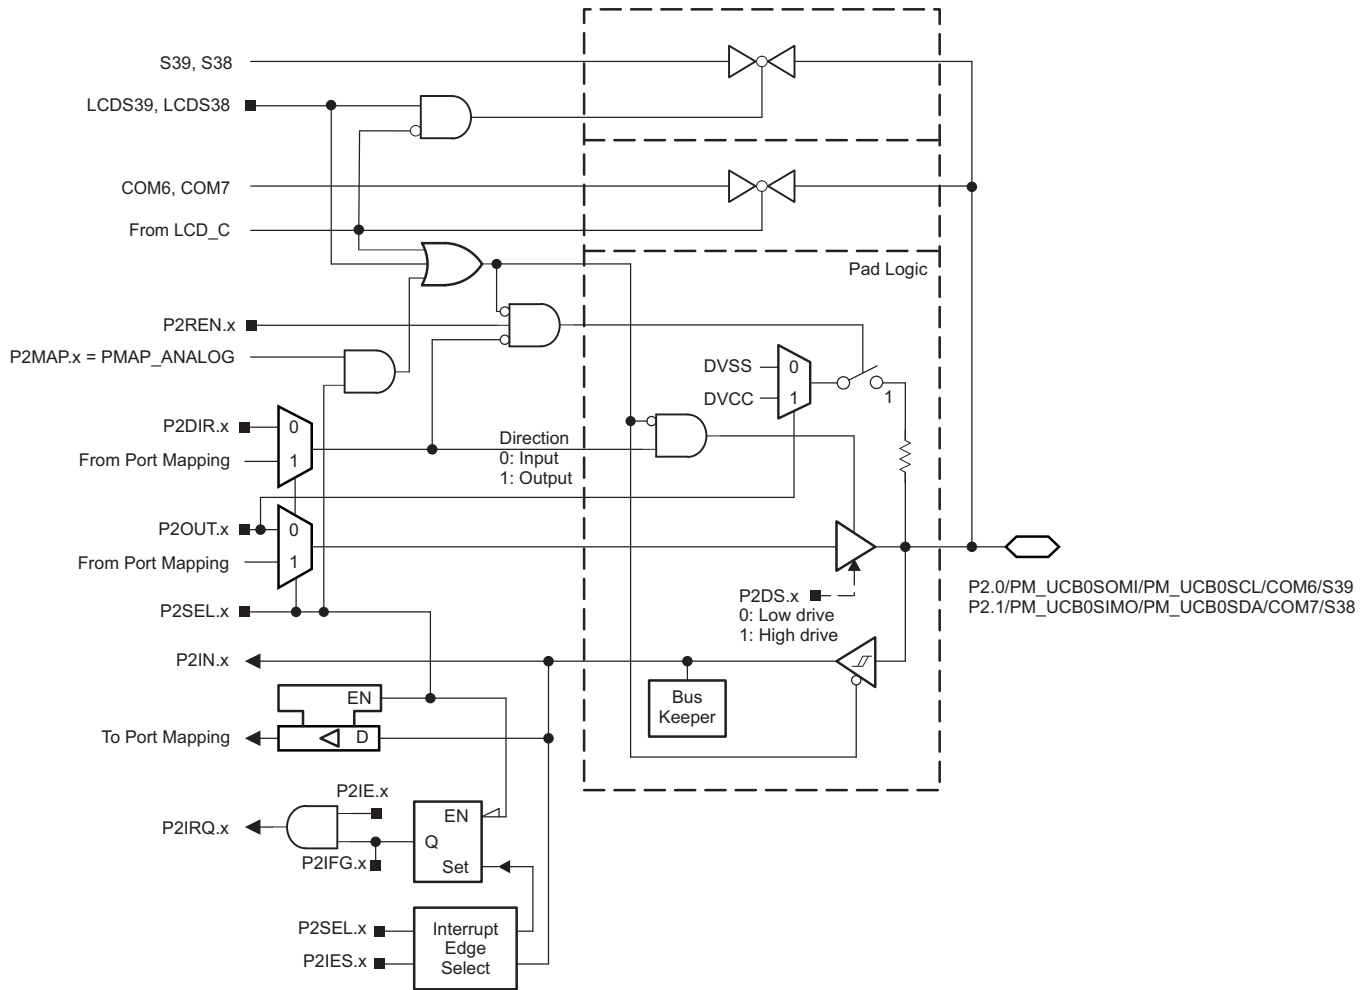 S39, S38
LCDS39, LCDS38
COM6, COM7
From LCD_C
Pad Logic
P2REN.x
P2MAP.x = PMAP_ANALOG
DVSS
0
DVCC
1
1
P2DIR.x
0
From Port Mapping
1
Direction
0: Input
1: Output
P2OUT.x
0
From Port Mapping
1
P2DS.x
0: Low drive
1: High drive
P2.0/PM_UCB0SOMI/PM_UCB0SCL/COM6/S39
P2.1/PM_UCB0SIMO/PM_UCB0SDA/COM7/S38
P2SEL.x
P2IN.x
Bus
Keeper
EN
To Port Mapping
D
P2IE.x
EN
P2IRQ.x
Q
P2IFG.x
Set
P2SEL.x
P2IES.x
Interrupt
Edge
Select